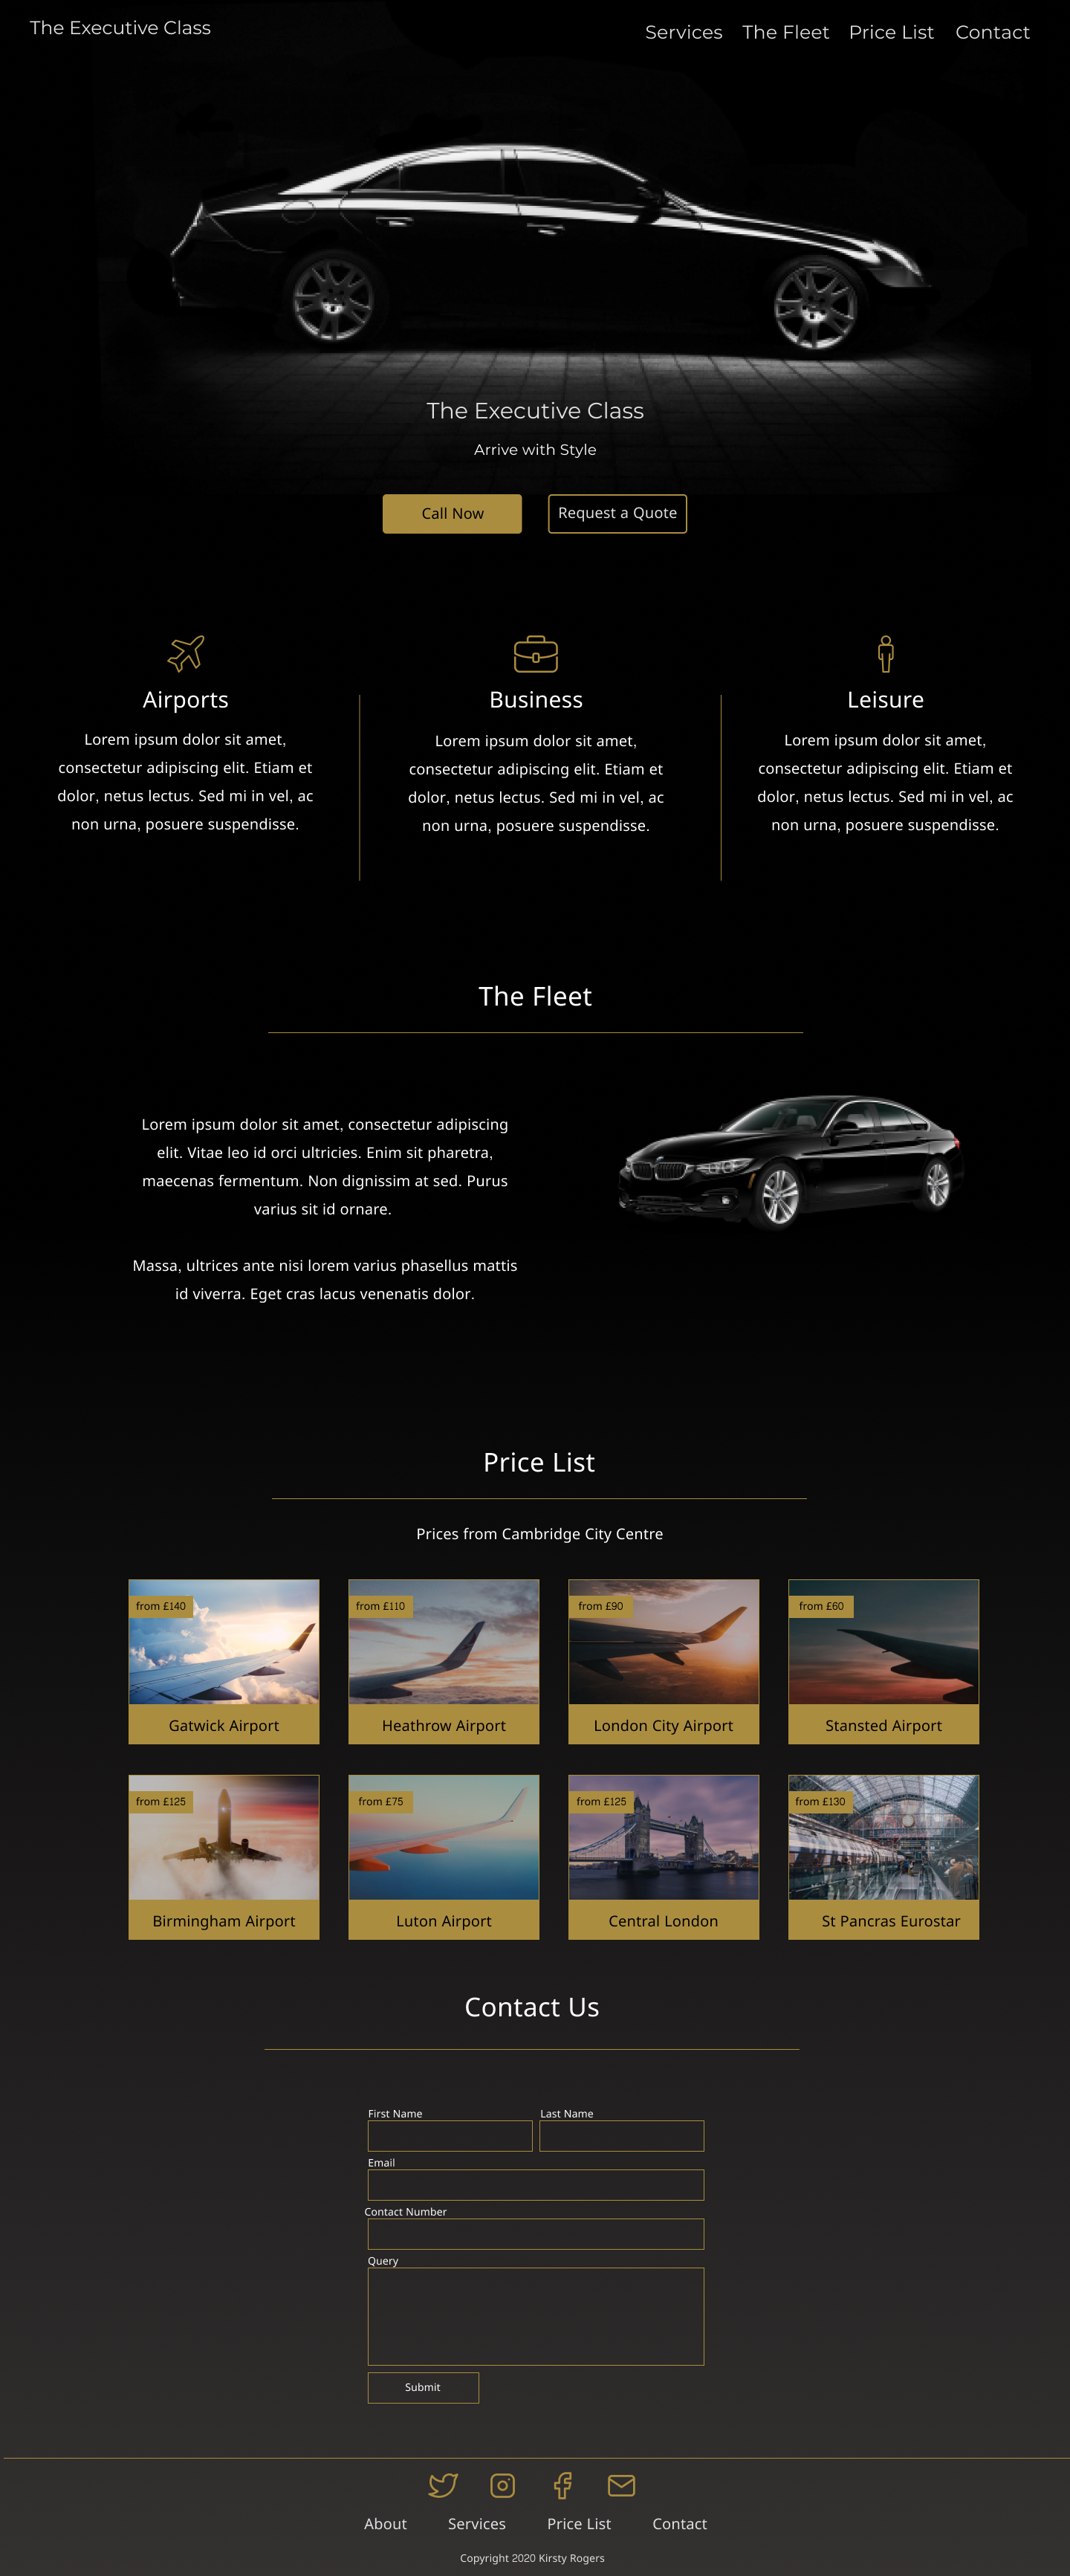 The Executive Class
Services The Fleet Price List Contact
The Executive Class
Arrive with Style
Call Now
Request a Quote
Airports
Lorem ipsum dolor sit amet,
consectetur adipiscing elit. Etiam et
dolor, netus lectus. Sed mi in vel, ac
non urna, posuere suspendisse.
Business
Lorem ipsum dolor sit amet,
consectetur adipiscing elit. Etiam et
dolor, netus lectus. Sed mi in vel, ac
non urna, posuere suspendisse.
Leisure
Lorem ipsum dolor sit amet,
consectetur adipiscing elit. Etiam et
dolor, netus lectus. Sed mi in vel, ac
non urna, posuere suspendisse.
The Fleet
Lorem ipsum dolor sit amet, consectetur adipiscing
elit. Vitae leo id orci ultricies. Enim sit pharetra,
maecenas fermentum. Non dignissim at sed. Purus
varius sit id ornare.
Massa, ultrices ante nisi lorem varius phasellus mattis
id viverra. Eget cras lacus venenatis dolor.
Price List
Prices from Cambridge City Centre
from £140
Gatwick Airport
from £110
Heathrow Airport
from £90
London City Airport
from £60
Stansted Airport
from £125
Birmingham Airport
from £75
Luton Airport
from £125
Central London
from £130
St Pancras Eurostar
Contact Us
First Name
Last Name
Email
Contact Number
Query
Submit
About Services Price List Contact
Copyright 2020 Kirsty Rogers